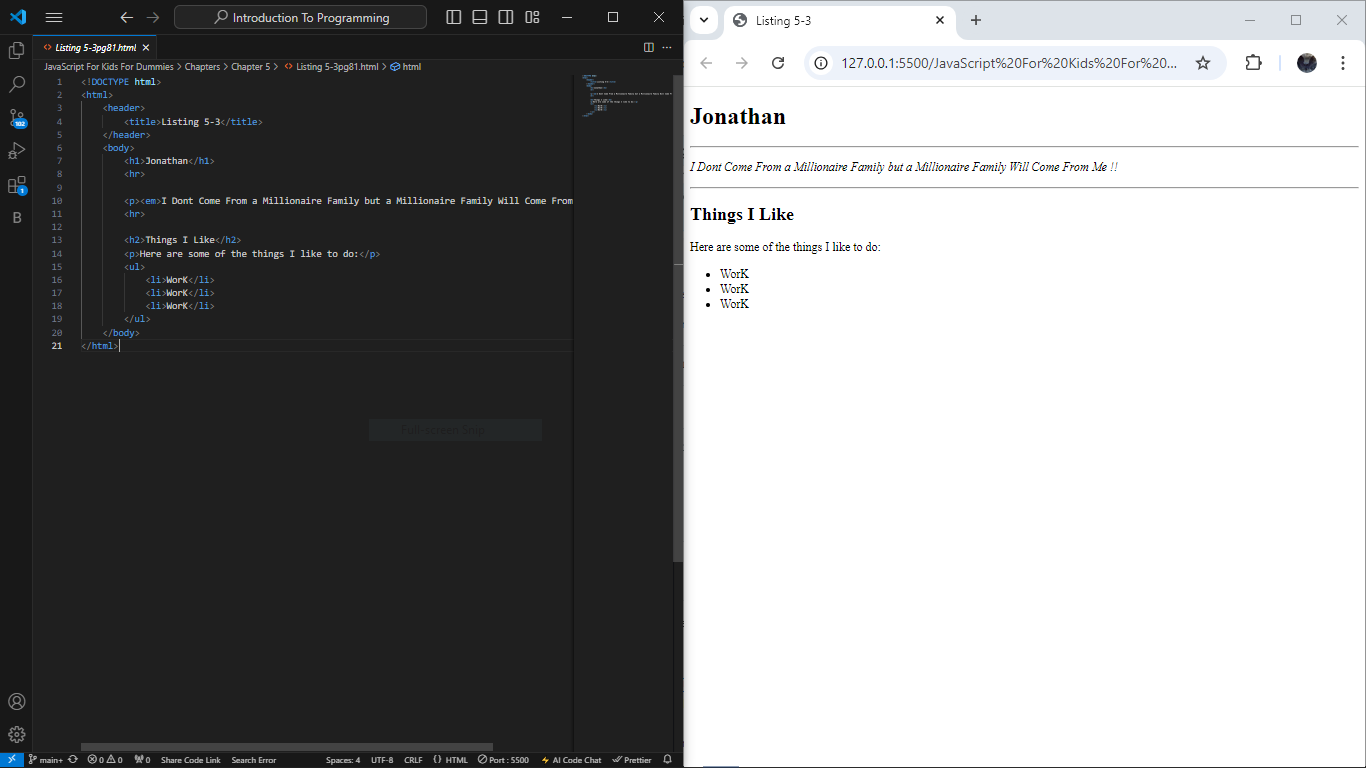 Introduction To Programming
Listing 5-3pg81.html
JavaScript For Kids For Dummies > Chapters > Chapter 5 > Listing 5-3pg81.html > html
1 <!DOCTYPE html>
2 <html>
3 <header>
4 <title>Listing 5-3</title>
5 </header>
6 <body>
7 <h1>Jonathan</h1>
8 <hr>
9
10 <p><em>I Dont Come From a Millionaire Family but a Millionaire Family Will Come From
11 <hr>
12
13 <h2>Things I Like</h2>
14 <p>Here are some of the things I like to do:</p>
15 <ul>
16 <li>WorK</li>
17 <li>WorK</li>
18 <li>WorK</li>
19 </ul>
20 </body>
21 </html>
102
1
B
main+ 0 0 0 Share Code Link Search Error Spaces: 4 UTF-8 CRLF {} HTML Port : 5500 AI Code Chat Prettier
Listing 5-3
127.0.0.1:5500/JavaScript%20For%20Kids%20For%20...
Jonathan
I Dont Come From a Millionaire Family but a Millionaire Family Will Come From Me !!
Things I Like
Here are some of the things I like to do:
• WorK
• WorK
• WorK